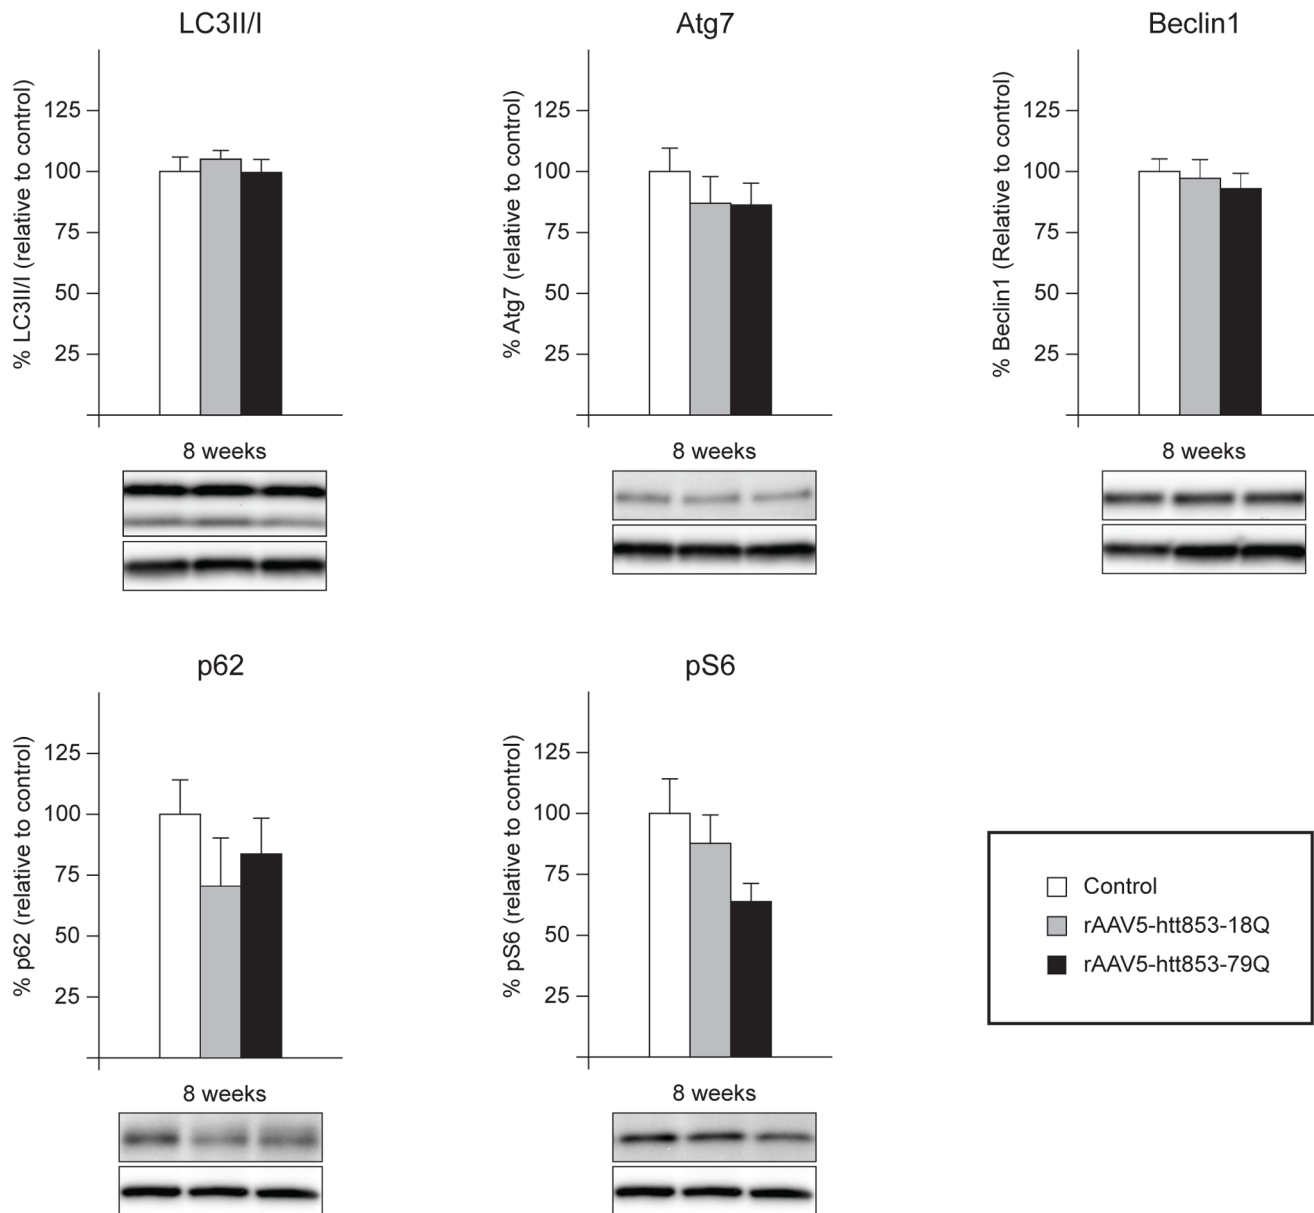 LC3II/I
% LC3II/I (relative to control)
125
100
75
50
25
8 weeks
Atg7
% Atg7 (relative to control)
125
100
75
50
25
8 weeks
Beclin1
% Beclin1 (Relative to control)
125
100
75
50
25
8 weeks
p62
% p62 (relative to control)
125
100
75
50
25
8 weeks
pS6
% pS6 (relative to control)
125
100
75
50
25
8 weeks
Control
rAAV5-htt853-18Q
rAAV5-htt853-79Q